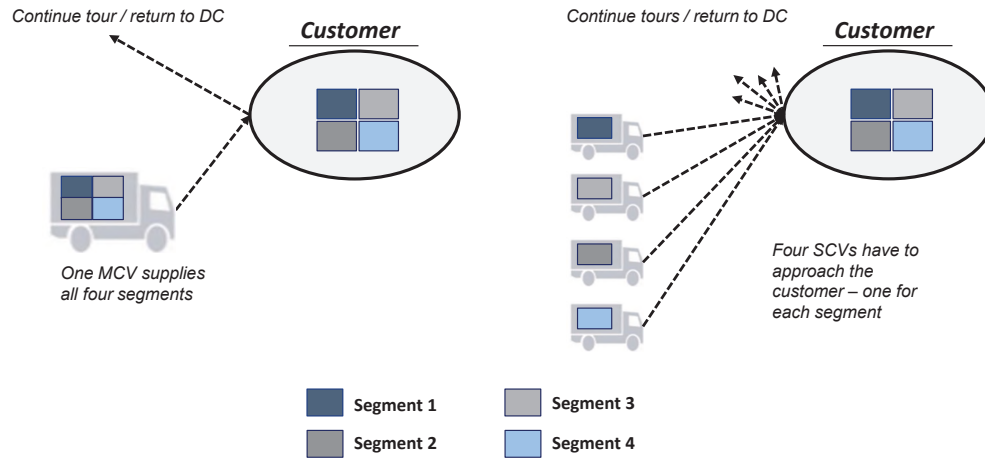 Continue tour / return to DC
Customer
One MCV supplies
all four segments
Continue tours / return to DC
Customer
Four SCVs have to
approach the
customer – one for
each segment
Segment 1
Segment 3
Segment 2
Segment 4